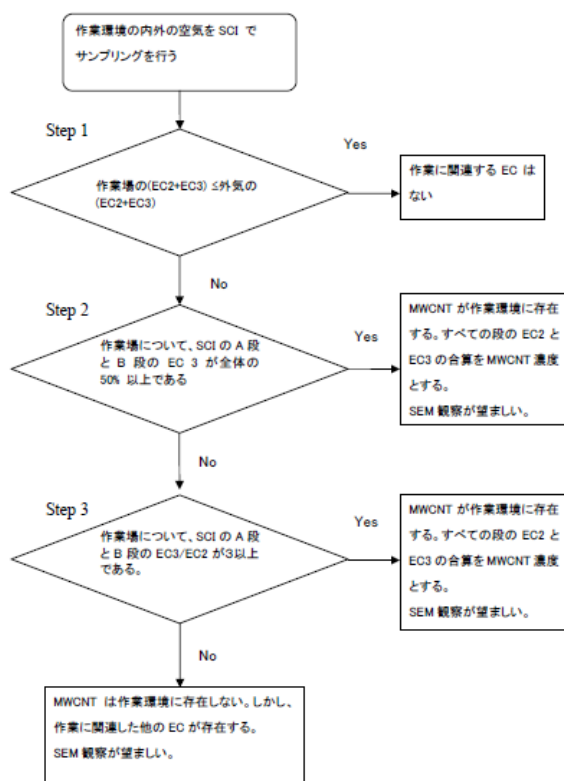 作業環境の内外の空気を SCI で
サンプリングを行う
Step 1
Yes
作業場の(EC2+EC3) ≤外気の
(EC2+EC3)
作業に関連する EC は
ない
No
Step 2
Yes
作業場について、SCI の A 段
と B 段の EC 3 が全体の
50% 以上である
MWCNT が作業環境に存在
する。すべての段の EC2 と
EC3 の合算を MWCNT 濃度
とする。
SEM 観察が望ましい。
No
Step 3
Yes
作業場について、SCI の A 段
と B 段の EC3/EC2 が3以上
である。
MWCNT が作業環境に存在
する。すべての段の EC2 と
EC3 の合算を MWCNT 濃度
とする。
SEM 観察が望ましい。
No
MWCNT は作業環境に存在しない。しかし、
作業に関連した他の EC が存在する。
SEM 観察が望ましい。